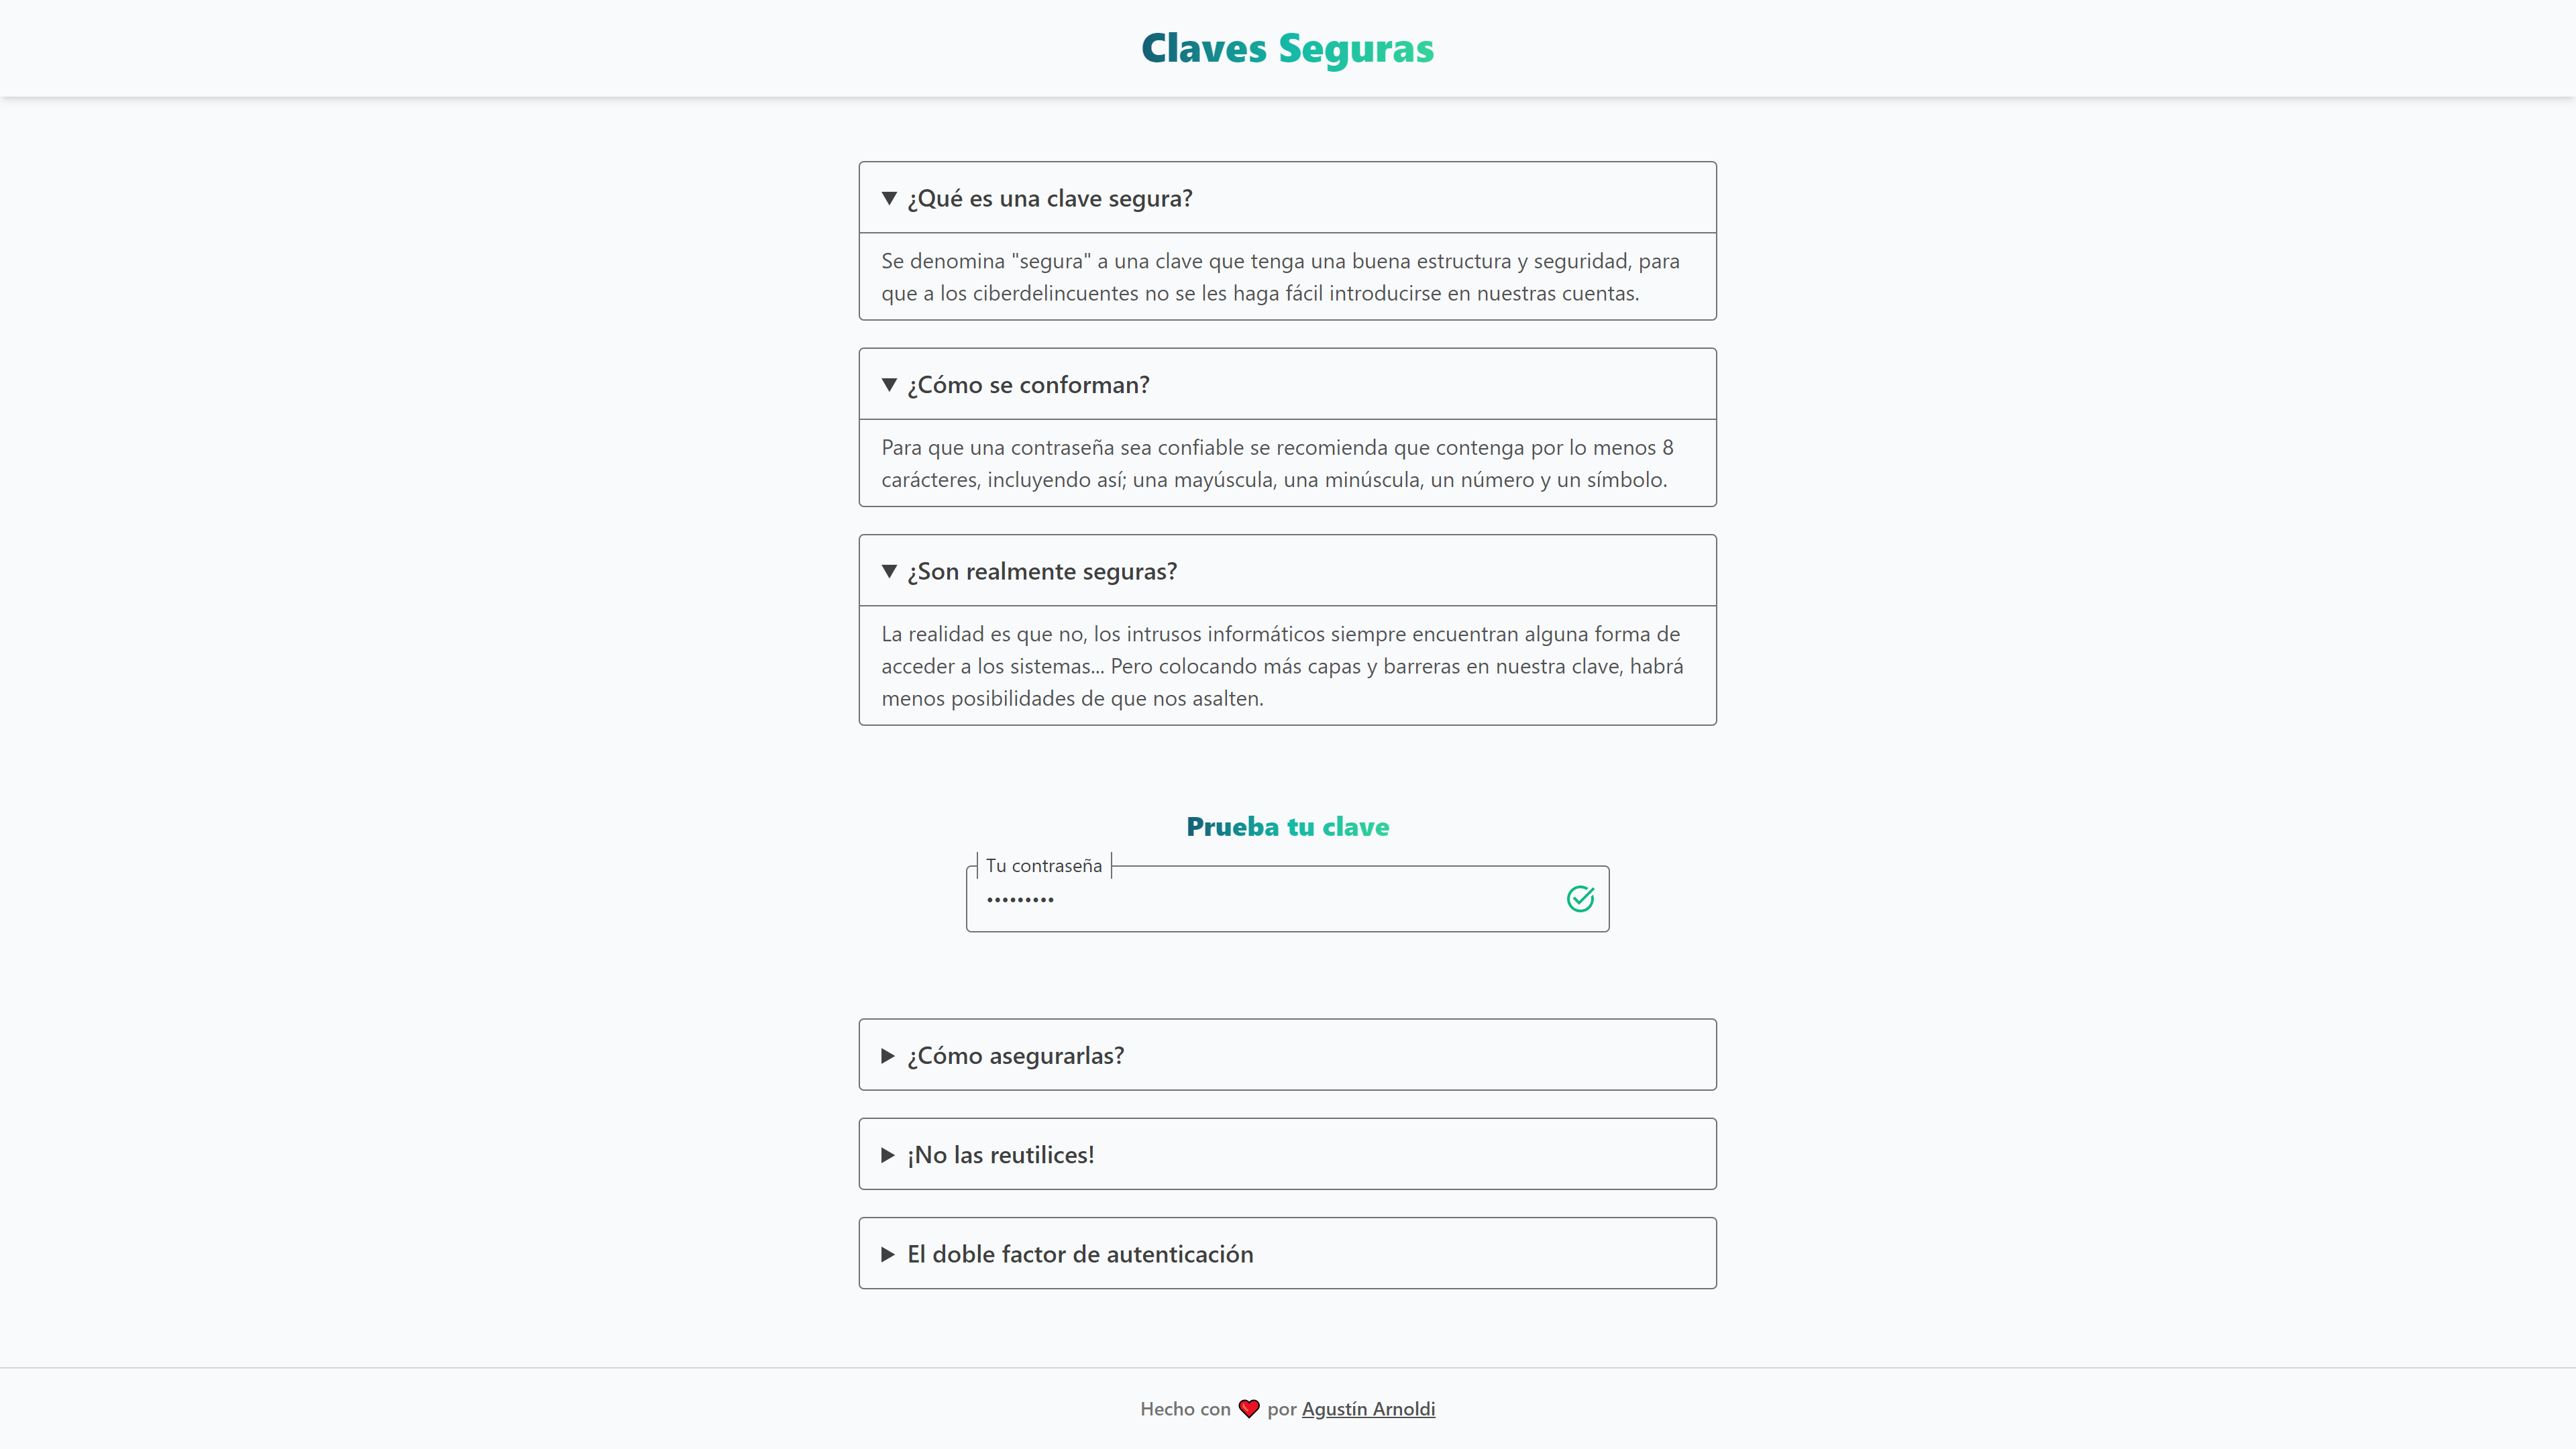 Claves Seguras
¿Qué es una clave segura?
Se denomina "segura" a una clave que tenga una buena estructura y seguridad, para
que a los ciberdelincuentes no se les haga fácil introducirse en nuestras cuentas.
¿Cómo se conforman?
Para que una contraseña sea confiable se recomienda que contenga por lo menos 8
carácteres, incluyendo así; una mayúscula, una minúscula, un número y un símbolo.
¿Son realmente seguras?
La realidad es que no, los intrusos informáticos siempre encuentran alguna forma de
acceder a los sistemas... Pero colocando más capas y barreras en nuestra clave, habrá
menos posibilidades de que nos asalten.
Prueba tu clave
Tu contraseña
•••••••••
¿Cómo asegurarlas?
¡No las reutilices!
El doble factor de autenticación
Hecho con ❤ por Agustín Arnoldi